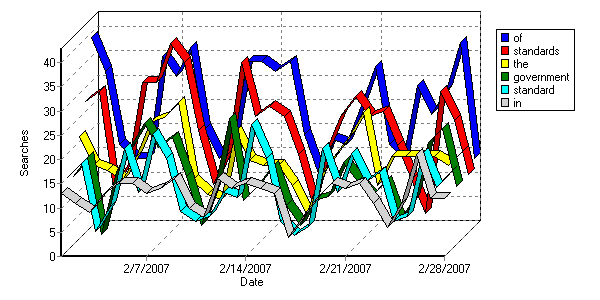 40
35
30
25
20
15
10
5
0
Searches
2/7/2007 2/14/2007 2/21/2007 2/28/2007
Date
of
standards
the
government
standard
in